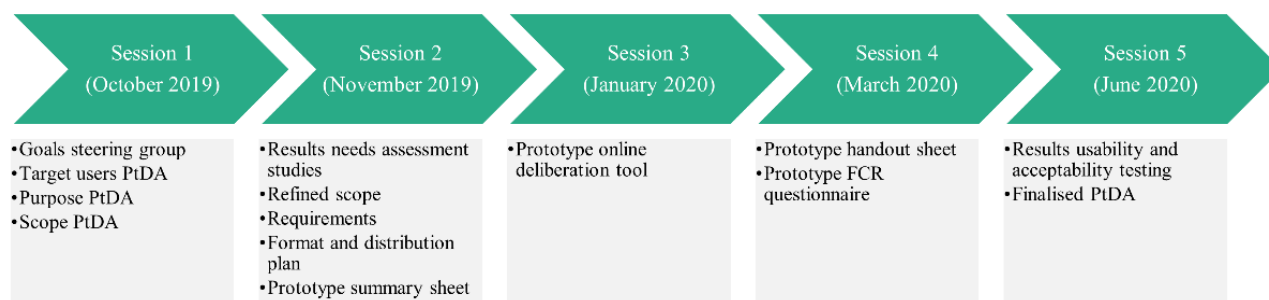 Session 1
(October 2019)
Session 2
(November 2019)
Session 3
(January 2020)
Session 4
(March 2020)
Session 5
(June 2020)
•Goals steering group
•Target users PtDA
•Purpose PtDA
•Scope PtDA
•Results needs assessment
studies
•Refined scope
•Requirements
•Format and distribution
plan
•Prototype summary sheet
•Prototype online
deliberation tool
•Prototype handout sheet
•Prototype FCR
questionnaire
•Results usability and
acceptability testing
•Finalised PtDA